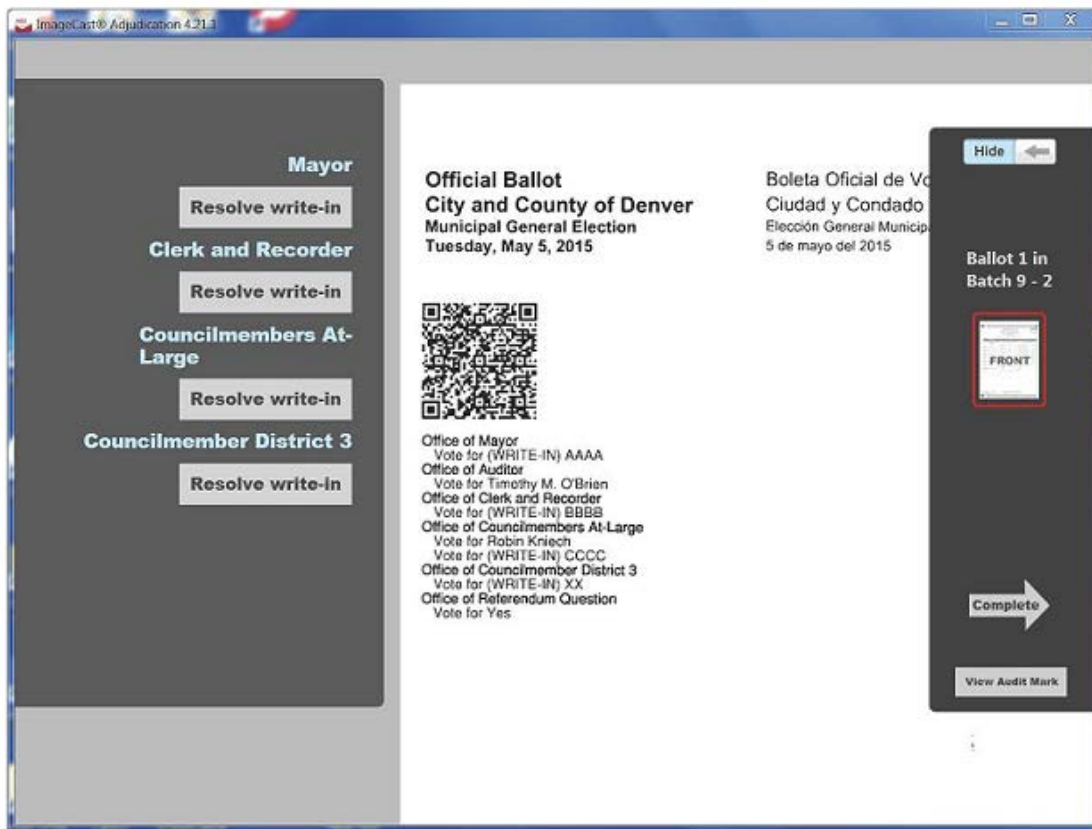 ImageCast® Adjudication 4.21.3
Mayor
Resolve write-in
Clerk and Recorder
Resolve write-in
Councilmembers At-
Large
Resolve write-in
Councilmember District 3
Resolve write-in
Official Ballot
City and County of Denver
Municipal General Election
Tuesday, May 5, 2015
Boleta Oficial de Vo
Ciudad y Condado
Elección General Municip
5 de mayo del 2015
Office of Mayor
Vote for (WRITE-IN) AAAA
Office of Auditor
Vote for Timothy M. O'Brien
Office of Clerk and Recorder
Vote for (WRITE-IN) BBBB
Office of Councilmembers At-Large
Vote for Robin Kniech
Vote for (WRITE-IN) CCCC
Office of Councilmember District 3
Vote for (WRITE-IN) XX
Office of Referendum Question
Vote for Yes
Hide
Ballot 1 in
Batch 9 - 2
FRONT
Complete
View Audit Mark